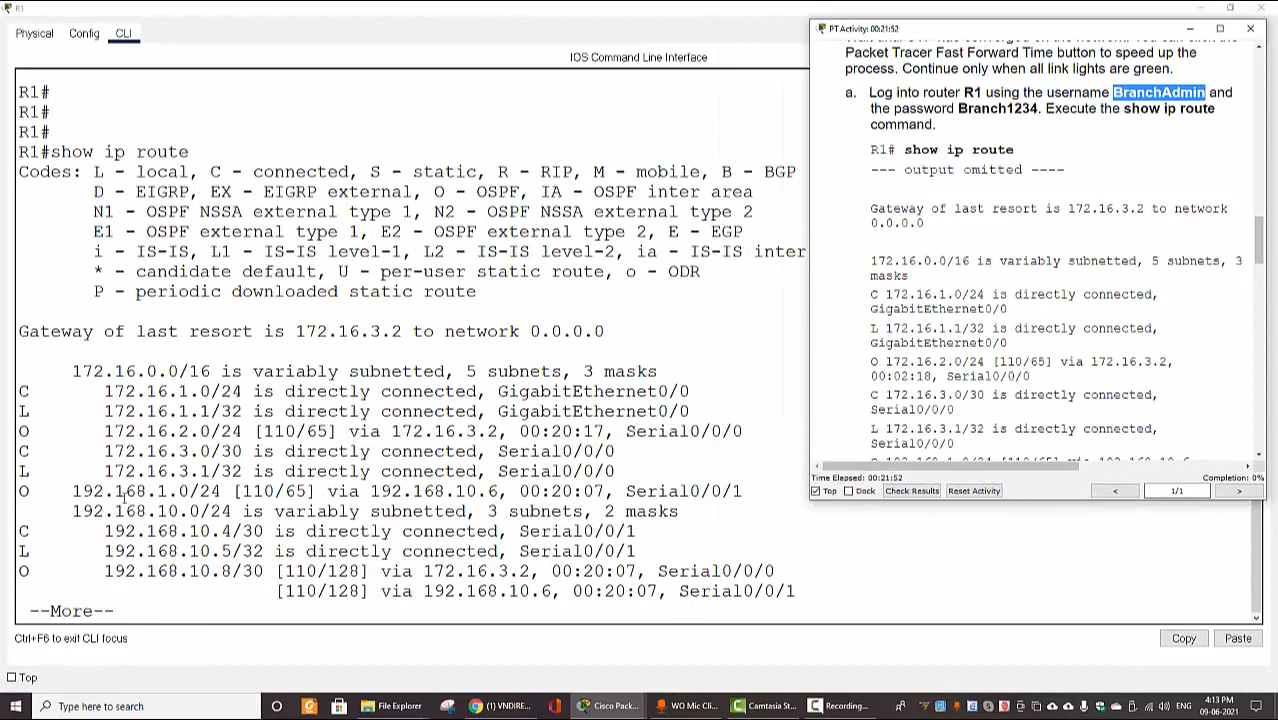 R1
Physical Config CLI
IOS Command Line Interface
R1#
R1#
R1#
R1#show ip route
Codes: L - local, C - connected, S - static, R - RIP, M - mobile, B - BGP
D - EIGRP, EX - EIGRP external, O - OSPF, IA - OSPF inter area
N1 - OSPF NSSA external type 1, N2 - OSPF NSSA external type 2
E1 - OSPF external type 1, E2 - OSPF external type 2, E - EGP
i - IS-IS, L1 - IS-IS level-1, L2 - IS-IS level-2, ia - IS-IS inter
* - candidate default, U - per-user static route, o - ODR
P - periodic downloaded static route
Gateway of last resort is 172.16.3.2 to network 0.0.0.0
172.16.0.0/16 is variably subnetted, 5 subnets, 3 masks
C 172.16.1.0/24 is directly connected, GigabitEthernet0/0
L 172.16.1.1/32 is directly connected, GigabitEthernet0/0
O 172.16.2.0/24 [110/65] via 172.16.3.2, 00:20:17, Serial0/0/0
C 172.16.3.0/30 is directly connected, Serial0/0/0
L 172.16.3.1/32 is directly connected, Serial0/0/0
O 192.168.1.0/24 [110/65] via 192.168.10.6, 00:20:07, Serial0/0/1
192.168.10.0/24 is variably subnetted, 3 subnets, 2 masks
C 192.168.10.4/30 is directly connected, Serial0/0/1
L 192.168.10.5/32 is directly connected, Serial0/0/1
O 192.168.10.8/30 [110/128] via 172.16.3.2, 00:20:07, Serial0/0/0
[110/128] via 192.168.10.6, 00:20:07, Serial0/0/1
--More--
Ctrl+F6 to exit CLI focus
Copy Paste
Top
PT Activity: 00:21:52
Packet Tracer Fast Forward Time button to speed up the
process. Continue only when all link lights are green.
a. Log into router R1 using the username BranchAdmin and
the password Branch1234. Execute the show ip route
command.
R1# show ip route
--- output omitted ----
Gateway of last resort is 172.16.3.2 to network
0.0.0.0
172.16.0.0/16 is variably subnetted, 5 subnets, 3
masks
C 172.16.1.0/24 is directly connected,
GigabitEthernet0/0
L 172.16.1.1/32 is directly connected,
GigabitEthernet0/0
O 172.16.2.0/24 [110/65] via 172.16.3.2,
00:02:18, Serial0/0/0
C 172.16.3.0/30 is directly connected,
Serial0/0/0
L 172.16.3.1/32 is directly connected,
Serial0/0/0
Time Elapsed: 00:21:52 Completion: 0%
Top Dock Check Results Reset Activity < 1/1 >
Type here to search File Explorer VNDIRE... Cisco Pack... WO Mic Cli... Camtasia St... Recording... ENG 4:13 PM
09-06-2021